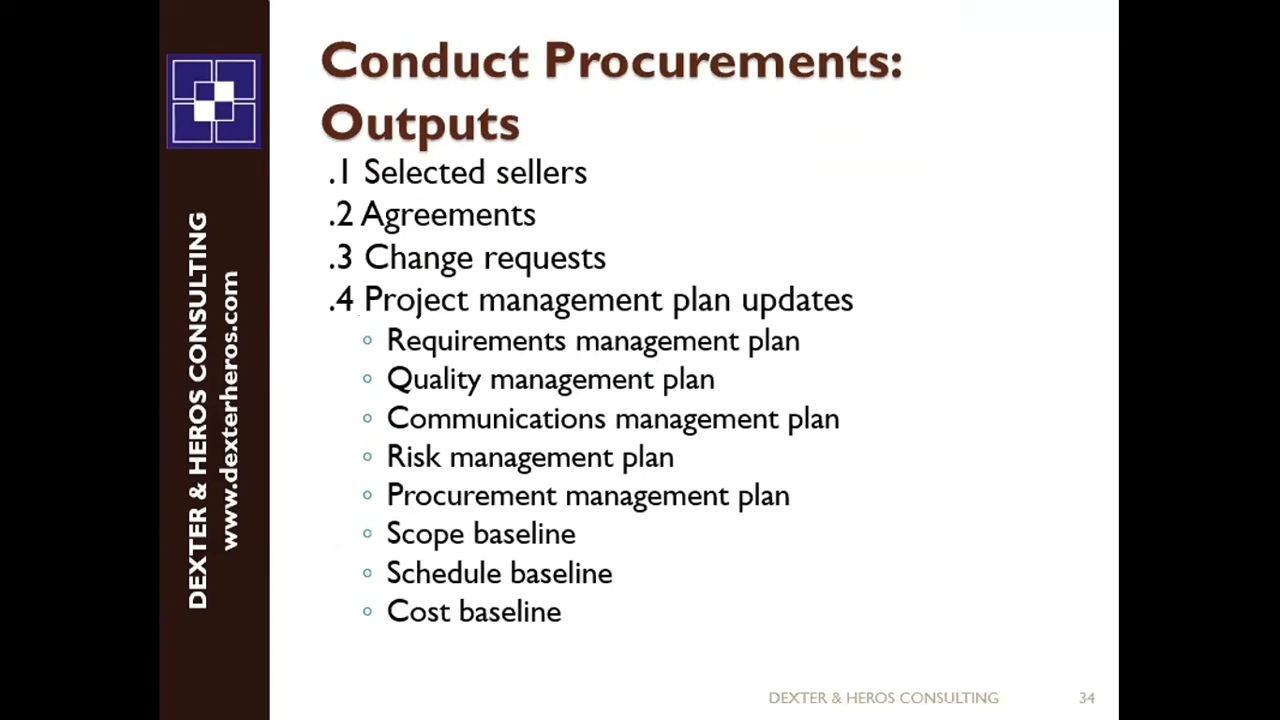 Conduct Procurements:
Outputs
.1 Selected sellers
.2 Agreements
.3 Change requests
.4 Project management plan updates
◦ Requirements management plan
◦ Quality management plan
◦ Communications management plan
◦ Risk management plan
◦ Procurement management plan
◦ Scope baseline
◦ Schedule baseline
◦ Cost baseline
DEXTER & HEROS CONSULTING
www.dexterheros.com
DEXTER & HEROS CONSULTING 34